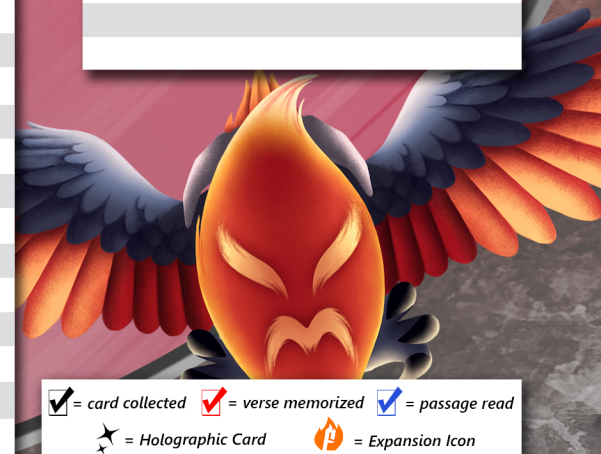 = card collected = verse memorized = passage read
= Holographic Card = Expansion Icon